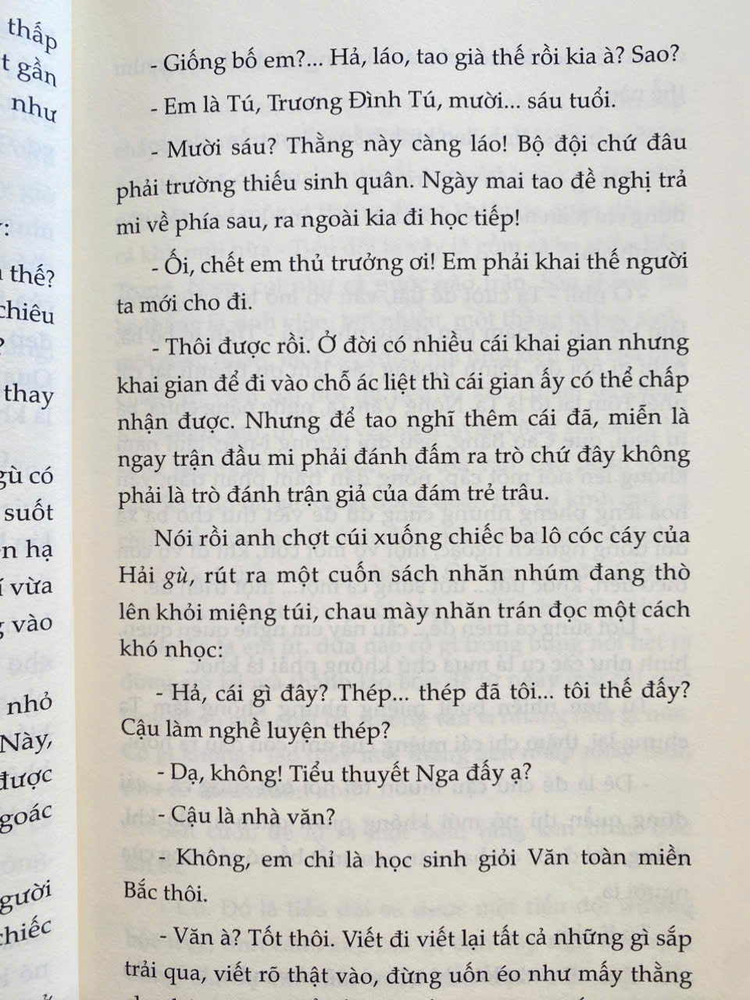 thấp
t gần
như
thế?
chiêu
?
thay
gù có
suốt
n hạ
í vừa
g vào
nhỏ
Này,
được
goác
gười
chiếc
- Giống bố em?... Hả, láo, tao già thế rồi kia à? Sao?
- Em là Tú, Trương Đình Tú, mười... sáu tuổi.
- Mười sáu? Thằng này càng láo! Bộ đội chứ đâu
phải trường thiếu sinh quân. Ngày mai tao đề nghị trả
mi về phía sau, ra ngoài kia đi học tiếp!
- Ối, chết em thủ trưởng ơi! Em phải khai thế người
ta mới cho đi.
- Thôi được rồi. Ở đời có nhiều cái khai gian nhưng
khai gian để đi vào chỗ ác liệt thì cái gian ấy có thể chấp
nhận được. Nhưng để tao nghĩ thêm cái đã, miễn là
ngay trận đầu mi phải đánh đấm ra trò chứ đây không
phải là trò đánh trận giả của đám trẻ trâu.
Nói rồi anh chợt cúi xuống chiếc ba lô cóc cáy của
Hải gù, rút ra một cuốn sách nhăn nhúm đang thò
lên khỏi miệng túi, chau mày nhăn trán đọc một cách
khó nhọc:
- Hả, cái gì đây? Thép... thép đã tôi... tôi thế đấy?
Cậu làm nghề luyện thép?
- Dạ, không! Tiểu thuyết Nga đấy ạ?
- Cậu là nhà văn?
- Không, em chỉ là học sinh giỏi Văn toàn miền
Bắc thôi.
- Văn à? Tốt thôi. Viết đi viết lại tất cả những gì sắp
trải qua, viết rõ thật vào, đừng uốn éo như mấy thằng